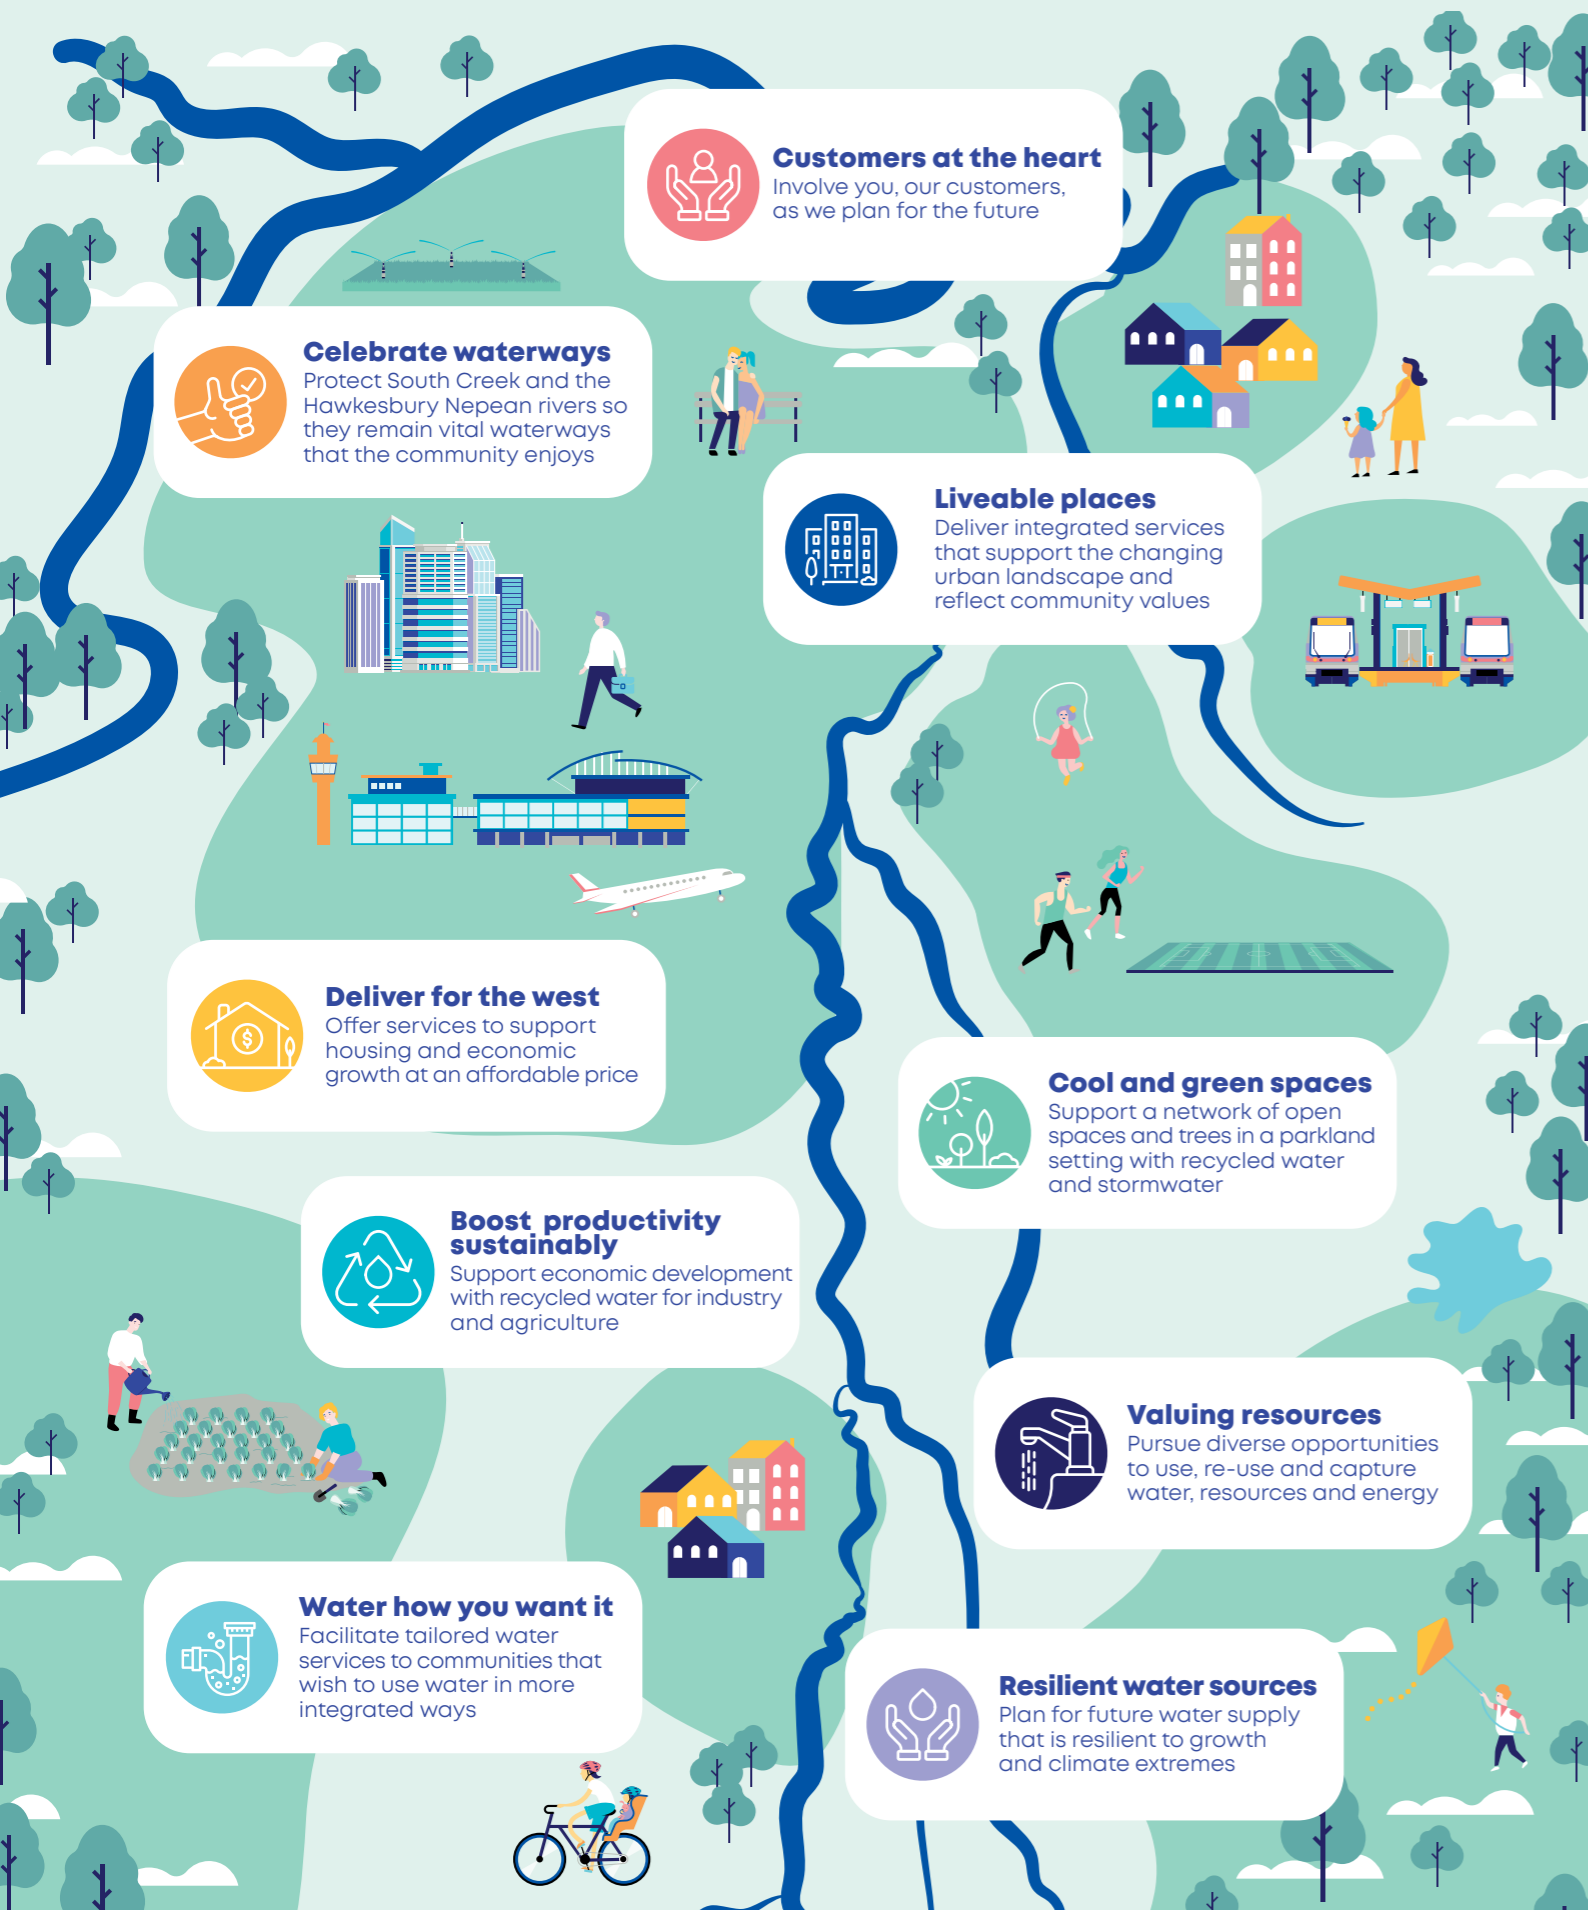 Customers at the heart
Involve you, our customers,
as we plan for the future
Celebrate waterways
Protect South Creek and the
Hawkesbury Nepean rivers so
they remain vital waterways
that the community enjoys
Liveable places
Deliver integrated services
that support the changing
urban landscape and
reflect community values
Deliver for the west
Offer services to support
housing and economic
growth at an affordable price
Cool and green spaces
Support a network of open
spaces and trees in a parkland
setting with recycled water
and stormwater
Boost productivity
sustainably
Support economic development
with recycled water for industry
and agriculture
Valuing resources
Pursue diverse opportunities
to use, re-use and capture
water, resources and energy
Water how you want it
Facilitate tailored water
services to communities that
wish to use water in more
integrated ways
Resilient water sources
Plan for future water supply
that is resilient to growth
and climate extremes